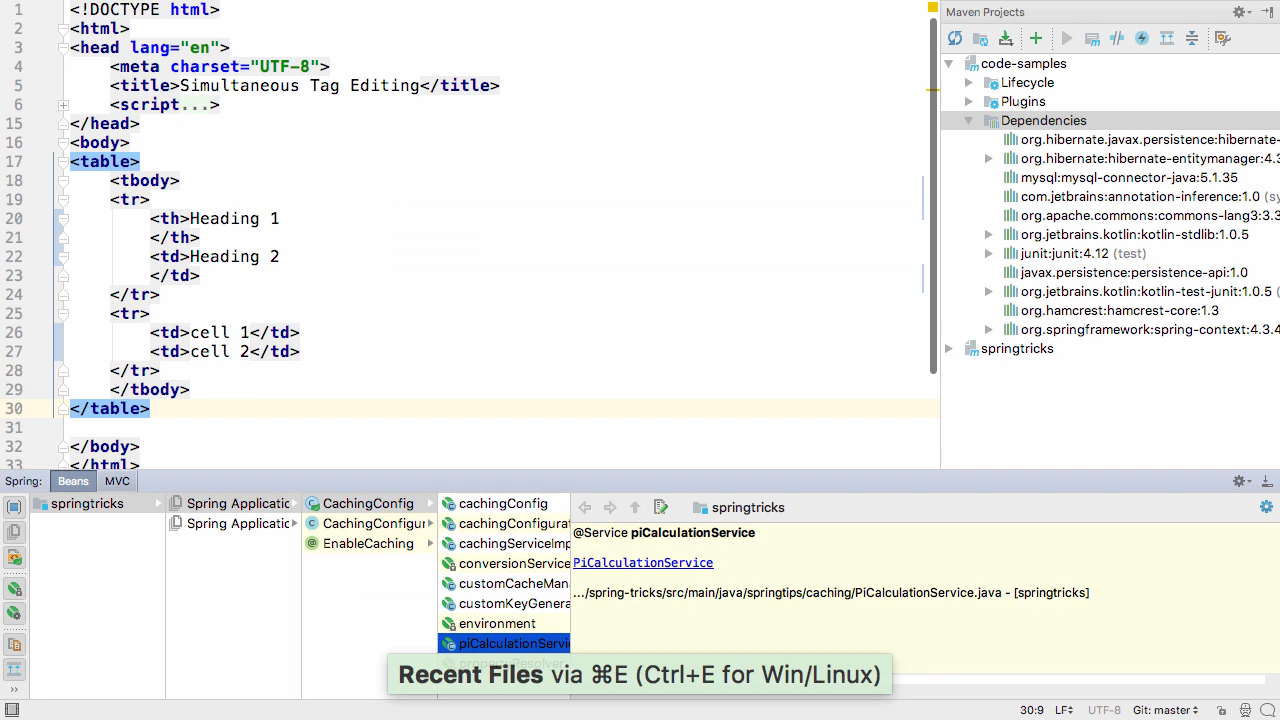 1 <!DOCTYPE html>
2 <html>
3 <head lang="en">
4 <meta charset="UTF-8">
5 <title>Simultaneous Tag Editing</title>
6 <script...>
15 </head>
16 <body>
17 <table>
18 <tbody>
19 <tr>
20 <th>Heading 1
21 </th>
22 <td>Heading 2
23 </td>
24 </tr>
25 <tr>
26 <td>cell 1</td>
27 <td>cell 2</td>
28 </tr>
29 </tbody>
30 </table>
31
32 </body>
33 </html>
Maven Projects
code-samples
Lifecycle
Plugins
Dependencies
org.hibernate.javax.persistence:hibernate-
org.hibernate:hibernate-entitymanager:4.3
mysql:mysql-connector-java:5.1.35
com.jetbrains:annotation-inference:1.0 (sy
org.apache.commons:commons-lang3:3.3
org.jetbrains.kotlin:kotlin-stdlib:1.0.5
junit:junit:4.12 (test)
javax.persistence:persistence-api:1.0
org.jetbrains.kotlin:kotlin-test-junit:1.0.5 (
org.hamcrest:hamcrest-core:1.3
org.springframework:spring-context:4.3.4
springtricks
Spring: Beans MVC
springtricks
Spring Applicatio
Spring Applicatio
CachingConfig
CachingConfigur
EnableCaching
cachingConfig
cachingConfigurat
cachingServiceImp
conversionService
customCacheMan
customKeyGenera
environment
piCalculationServi
propertyResolver
springtricks
@Service piCalculationService
PiCalculationService
.../spring-tricks/src/main/java/springtips/caching/PiCalculationService.java - [springtricks]
Recent Files via ⌘E (Ctrl+E for Win/Linux)
30:9 LF÷ UTF-8 Git: master÷